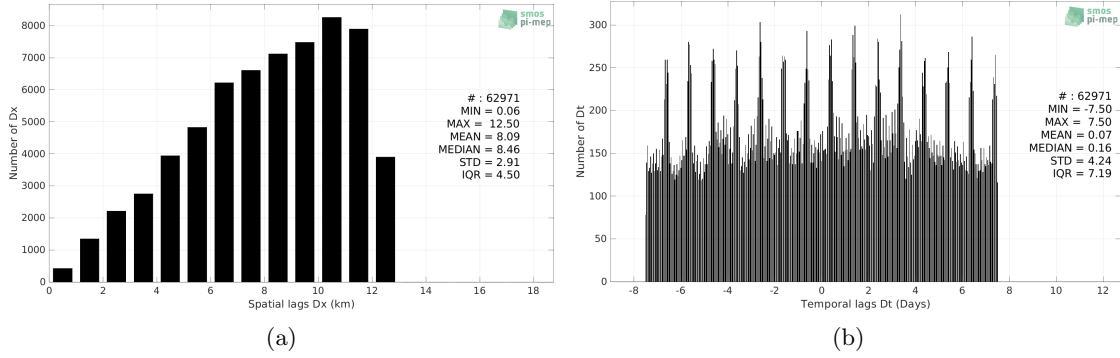 8000
7000
6000
5000
4000
3000
2000
1000
0
Number of Dx
0 2 4 6 8 10 12 14 16 18
Spatial lags Dx (km)
smos
pi-mep
# : 62971
MIN = 0.06
MAX = 12.50
MEAN = 8.09
MEDIAN = 8.46
STD = 2.91
IQR = 4.50
(a)
300
250
200
150
100
50
0
Number of Dt
-8 -6 -4 -2 0 2 4 6 8 10 12
Temporal lags Dt (Days)
smos
pi-mep
# : 62971
MIN = -7.50
MAX = 7.50
MEAN = 0.07
MEDIAN = 0.16
STD = 4.24
IQR = 7.19
(b)